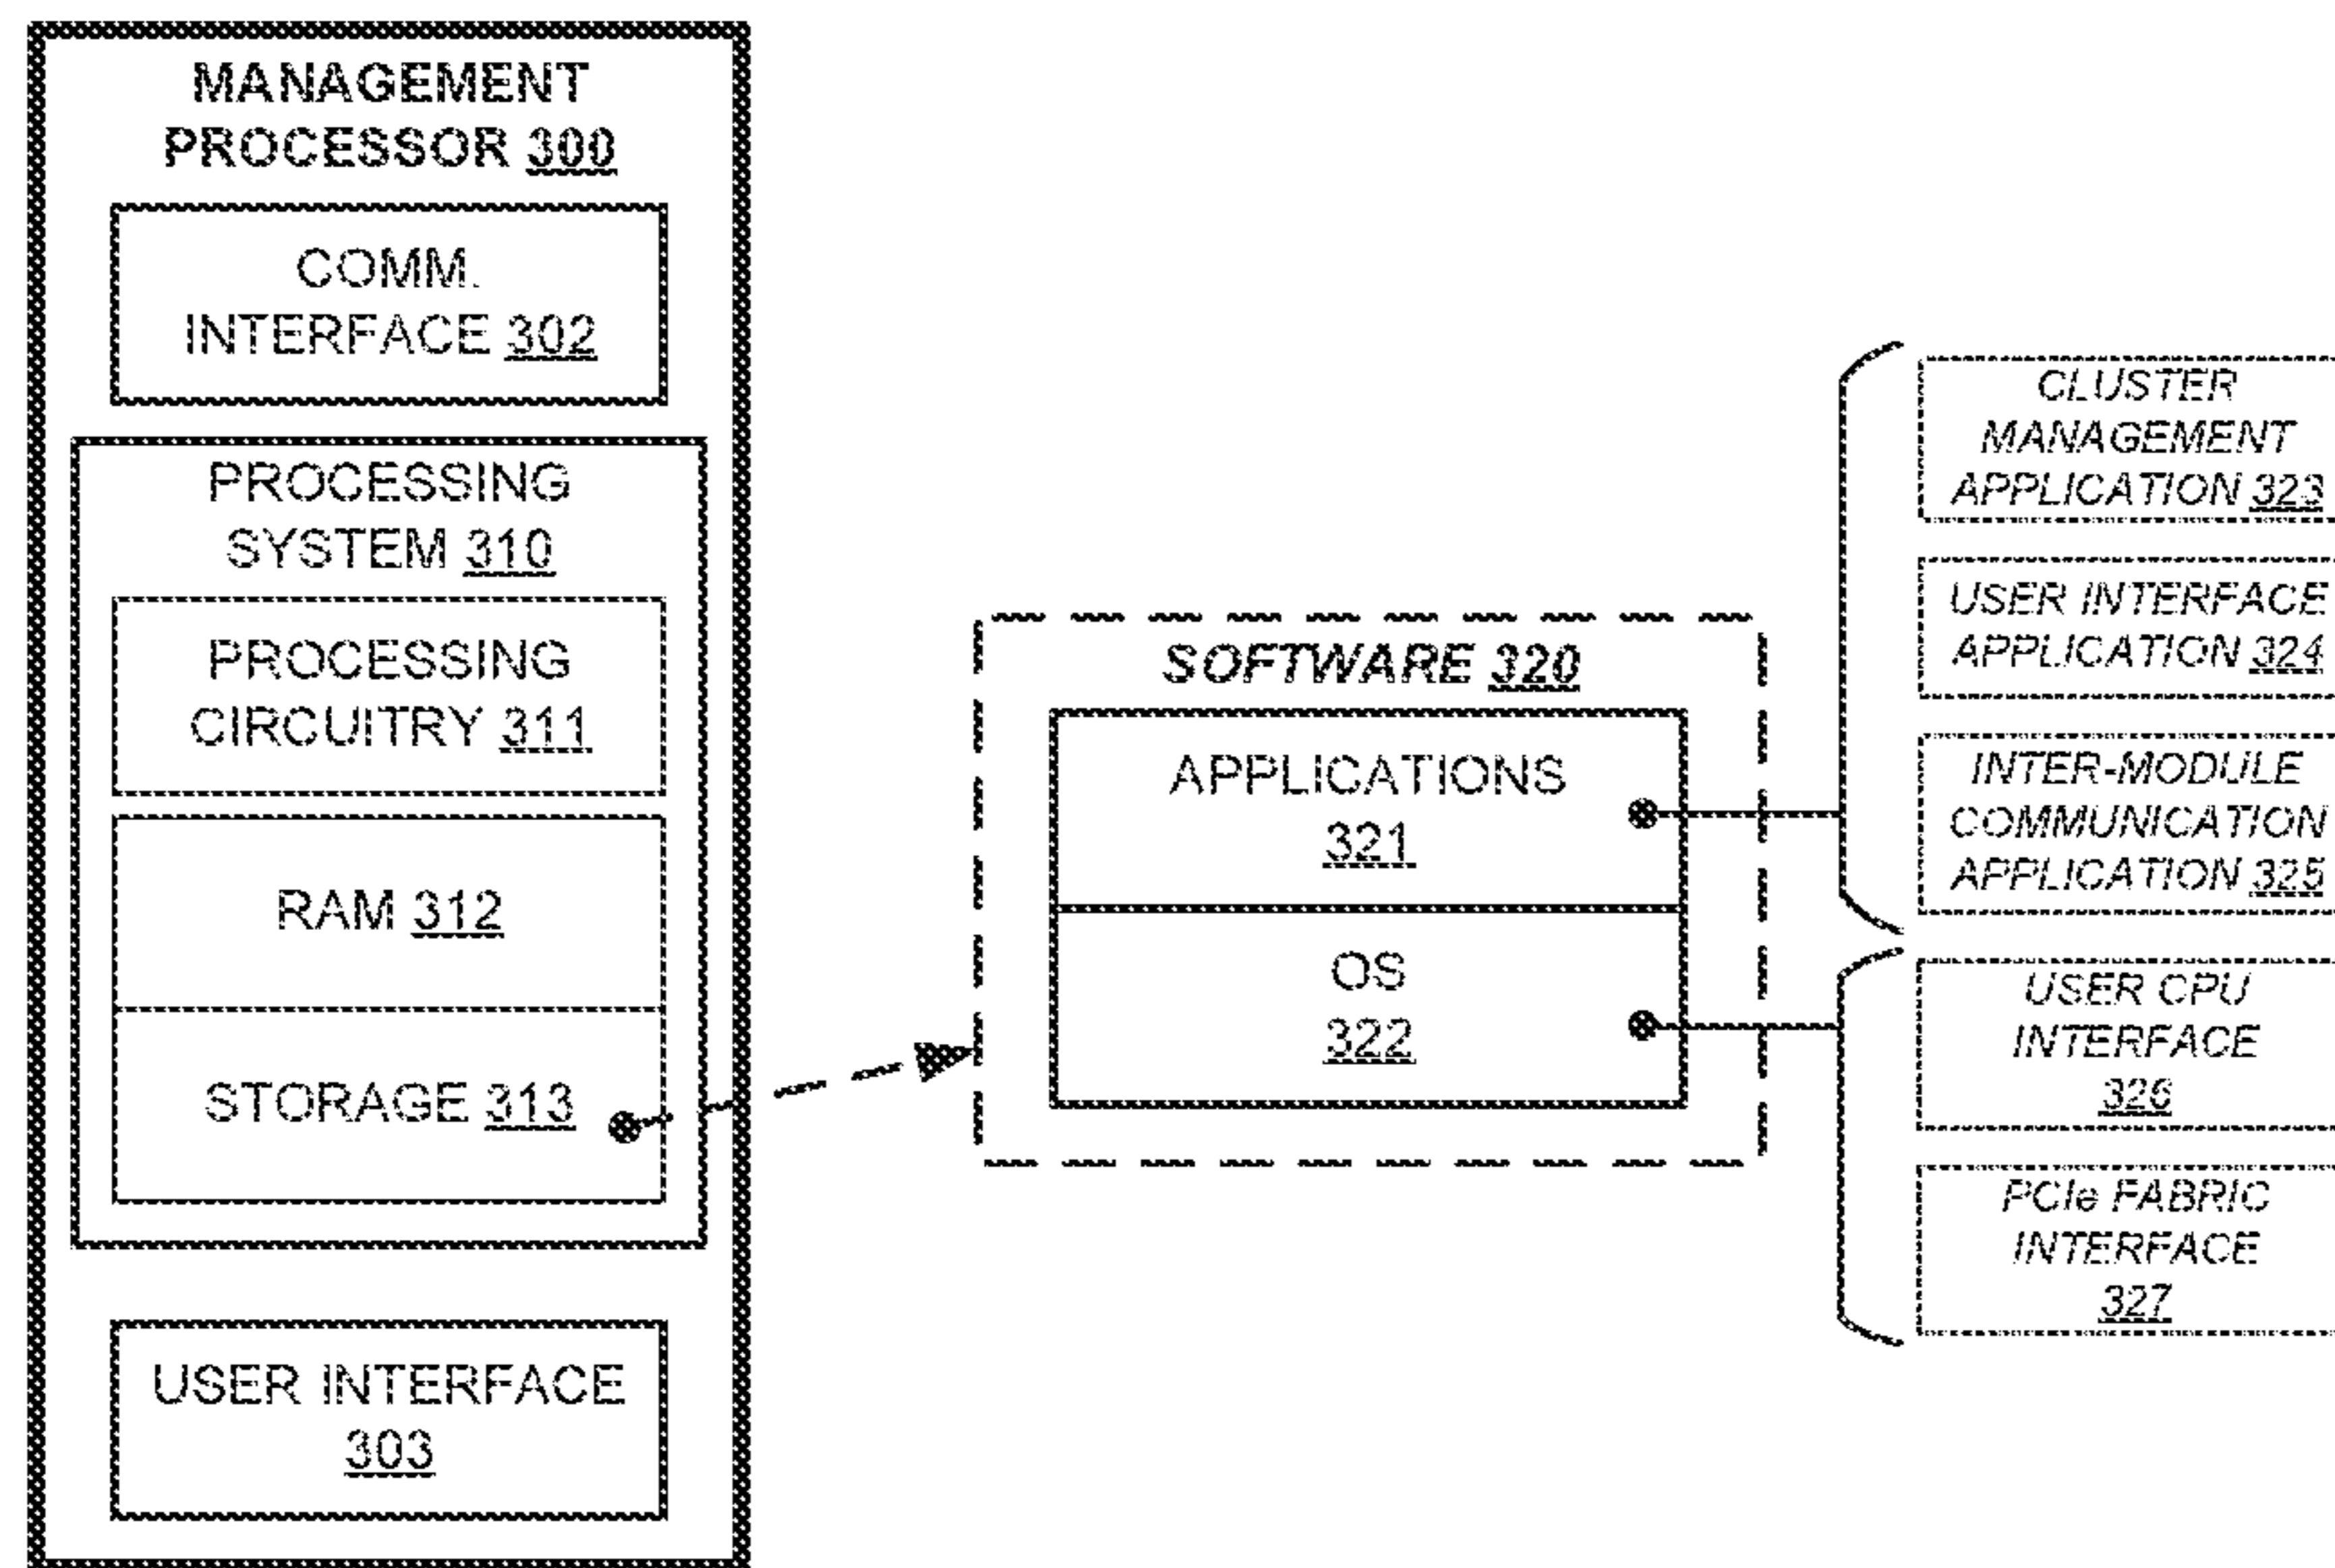 MANAGEMENT
PROCESSOR 300
COMM.
INTERFACE 302
PROCESSING
SYSTEM 310
PROCESSING
CIRCUITRY 311
RAM 312
STORAGE 313
USER INTERFACE
303
SOFTWARE 320
APPLICATIONS
321
OS
322
CLUSTER
MANAGEMENT
APPLICATION 323
USER INTERFACE
APPLICATION 324
INTER-MODULE
COMMUNICATION
APPLICATION 325
USER CPU
INTERFACE
326
PCIe FABRIC
INTERFACE
327